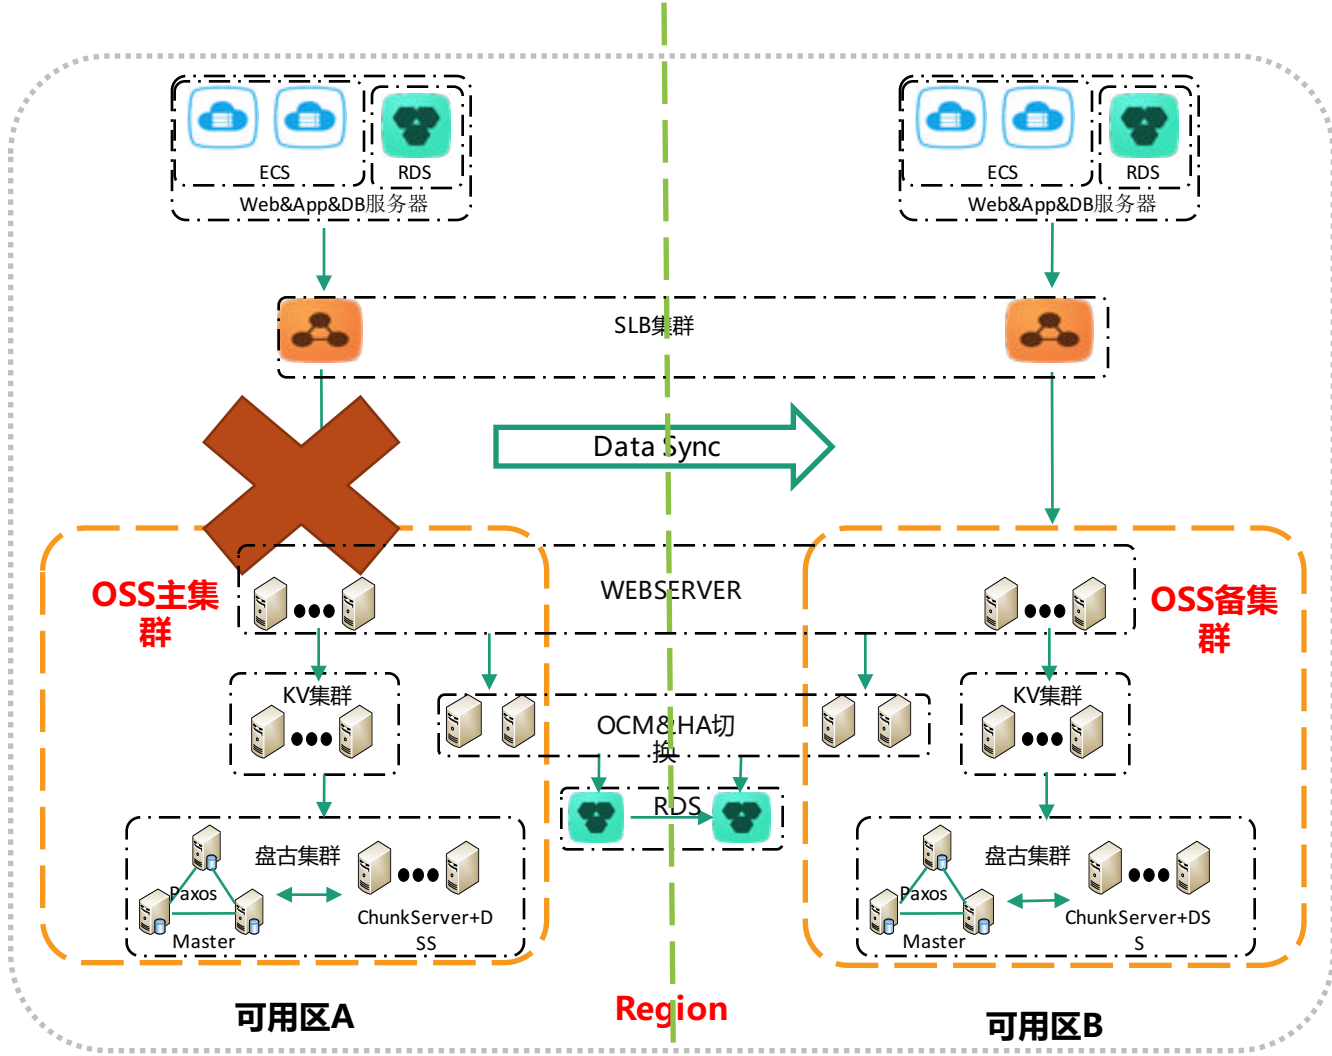 ECS
RDS
Web&App&DB服务器
ECS
RDS
Web&App&DB服务器
SLB集群
Data Sync
OSS主集
群
WEBSERVER
OSS备集
群
KV集群
OCM&HA切
换
KV集群
RDS
盘古集群
Paxos
Master
ChunkServer+D
SS
盘古集群
Paxos
Master
ChunkServer+DS
S
可用区A
Region
可用区B